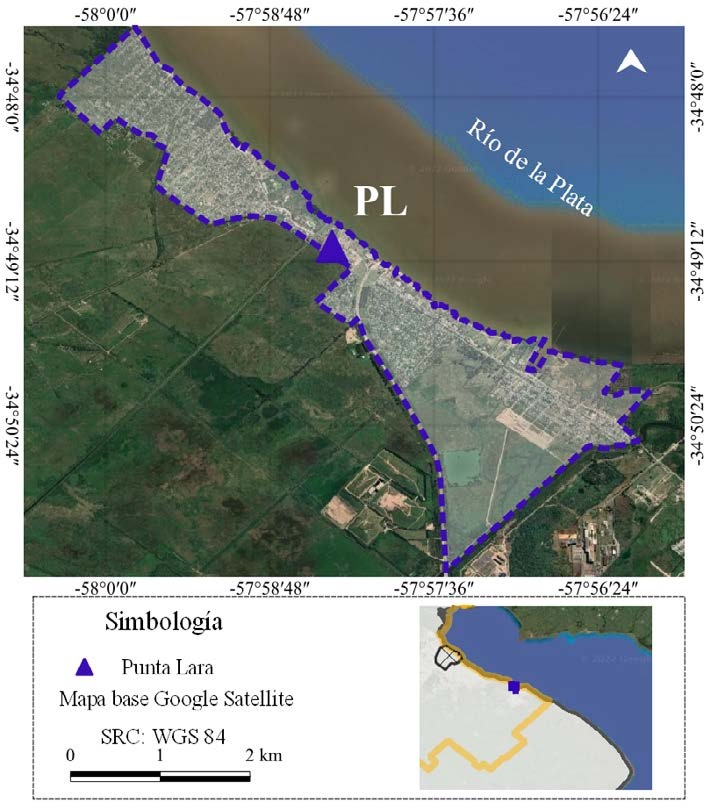 -58°0′0″ -57°58′48″ -57°57′36″ -57°56′24″
-34°48′0″
-34°49′12″
-34°50′24″
Río de la Plata
PL
-34°48′0″
-34°49′12″
-34°50′24″
-58°0′0″ -57°58′48″ -57°57′36″ -57°56′24″
Simbología
Punta Lara
Mapa base Google Satellite
SRC: WGS 84
0 1 2 km